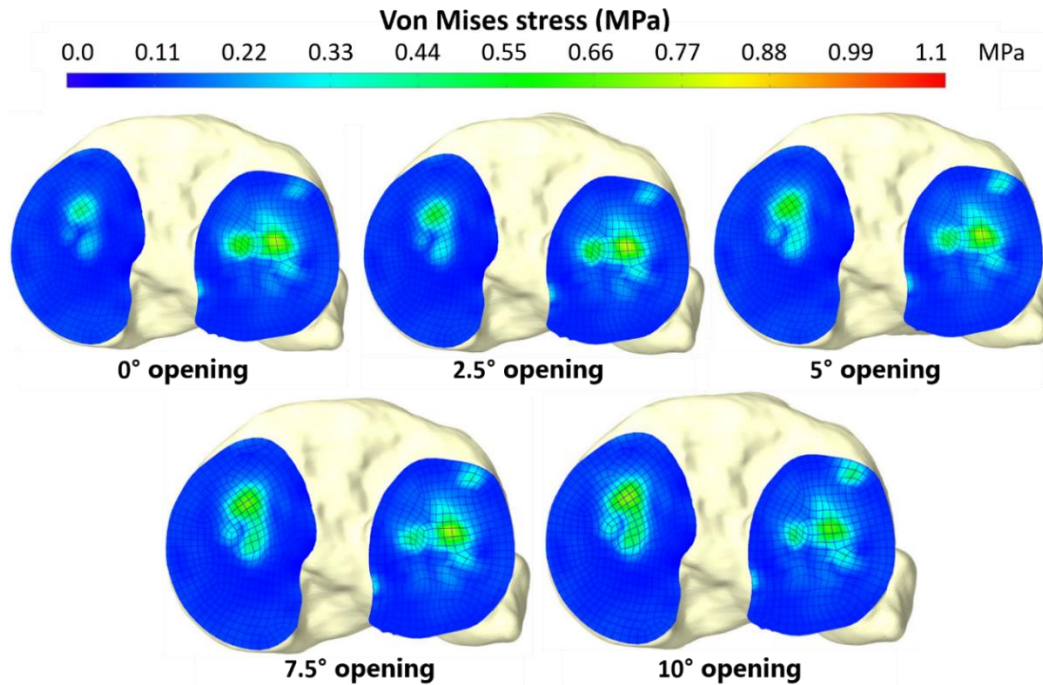 Von Mises stress (MPa)
0.0 0.11 0.22 0.33 0.44 0.55 0.66 0.77 0.88 0.99 1.1 MPa
0° opening 2.5° opening 5° opening
7.5° opening 10° opening